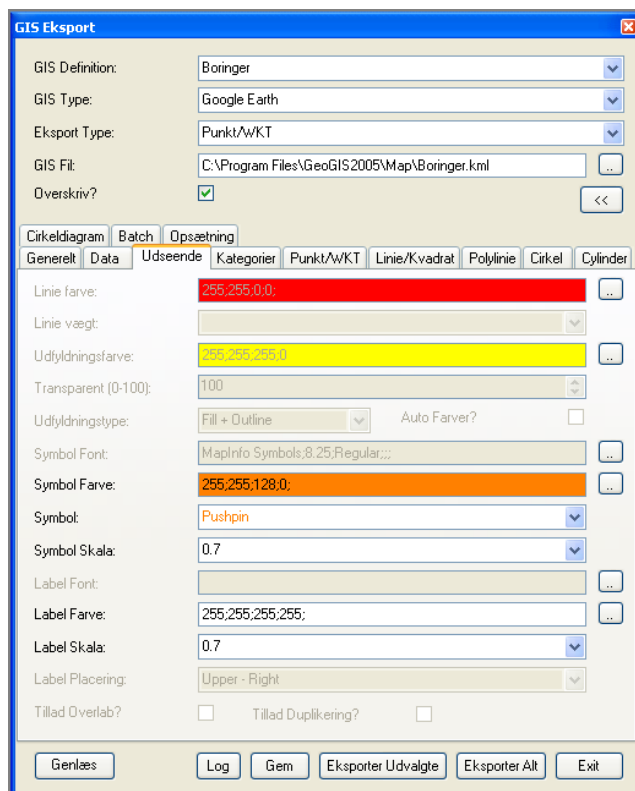 GIS Eksport
GIS Definition: Boringer
GIS Type: Google Earth
Eksport Type: Punkt/WKT
GIS Fil: C:\Program Files\GeoGIS2005\Map\Boringer.kml ..
Overskriv? <<
Cirkeldiagram Batch Opsætning
Generelt Data Udseende Kategorier Punkt/WKT Linie/Kvadrat Polylinie Cirkel Cylinder
Linie farve: 255;255;0;0; ..
Linie vægt:
Udfyldningsfarve: 255;255;255;0 ..
Transparent (0-100): 100
Udfyldningstype: Fill + Outline Auto Farver?
Symbol Font: MapInfo Symbols;8.25;Regular;;; ..
Symbol Farve: 255;255;128;0; ..
Symbol: Pushpin
Symbol Skala: 0.7
Label Font: ..
Label Farve: 255;255;255;255; ..
Label Skala: 0.7
Label Placering: Upper - Right
Tillad Overlab? Tillad Duplikering?
Genlæs Log Gem Eksporter Udvalgte Eksporter Alt Exit